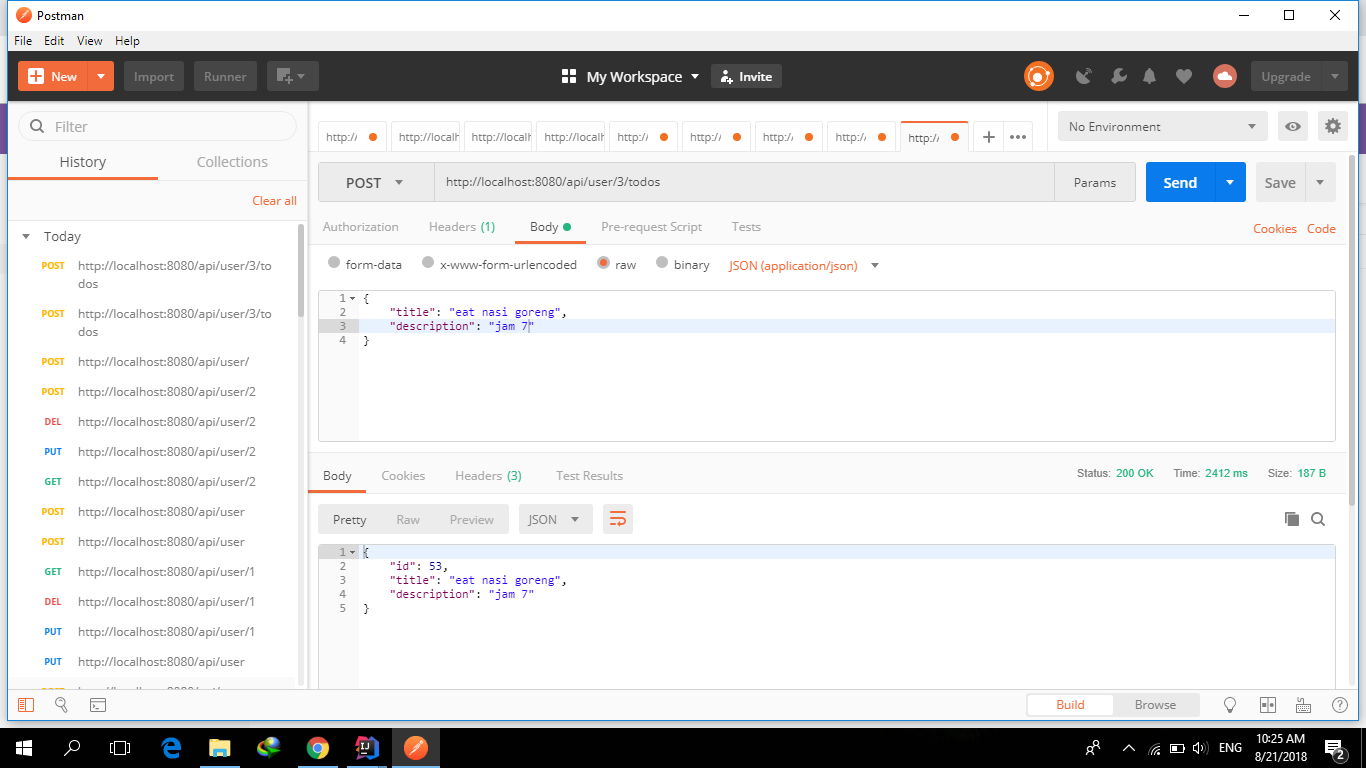 Postman
File Edit View Help
New Import Runner My Workspace Invite Upgrade
Filter
History Collections
Clear all
Today
POST http://localhost:8080/api/user/3/to
dos
POST http://localhost:8080/api/user/3/to
dos
POST http://localhost:8080/api/user/
POST http://localhost:8080/api/user/2
DEL http://localhost:8080/api/user/2
PUT http://localhost:8080/api/user/2
GET http://localhost:8080/api/user/2
POST http://localhost:8080/api/user
POST http://localhost:8080/api/user
GET http://localhost:8080/api/user/1
DEL http://localhost:8080/api/user/1
PUT http://localhost:8080/api/user/1
PUT http://localhost:8080/api/user
http:/ http://local http://local http://local http:/ http:/ http:/ http:/ http:/
No Environment
POST http://localhost:8080/api/user/3/todos Params Send Save
Authorization Headers (1) Body Pre-request Script Tests Cookies Code
form-data x-www-form-urlencoded raw binary JSON (application/json)
1 {
2 "title": "eat nasi goreng",
3 "description": "jam 7"
4 }
Body Cookies Headers (3) Test Results Status: 200 OK Time: 2412 ms Size: 187 B
Pretty Raw Preview JSON
1 {
2 "id": 53,
3 "title": "eat nasi goreng",
4 "description": "jam 7"
5 }
Build Browse
ENG 10:25 AM
8/21/2018 2